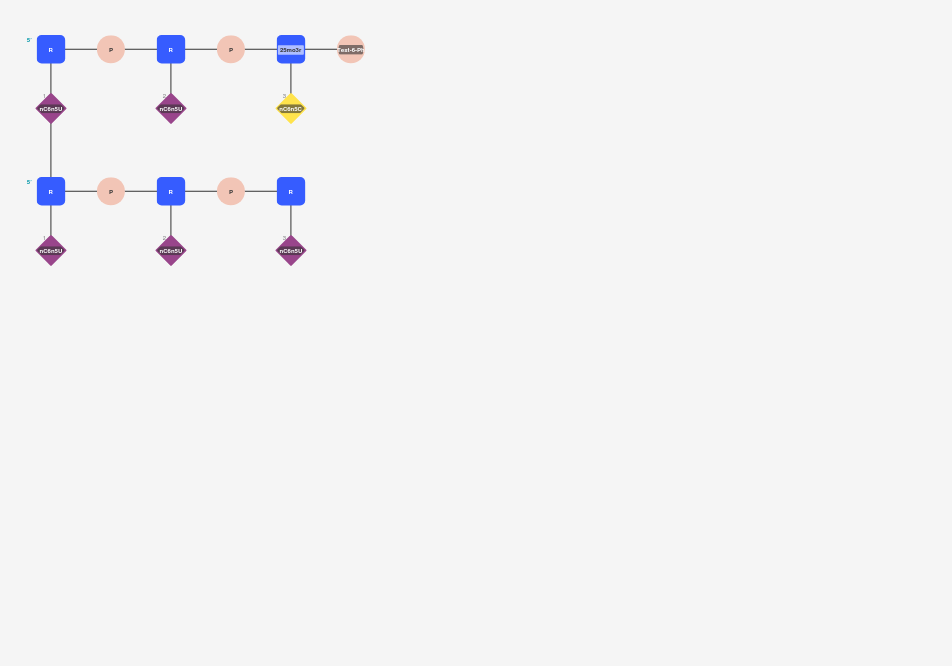 5' R P R P 25mo3r Test-6-Ph
1 2 3
nC6n5U nC6n5U nC6n5C
5' R P R P R
1 2 3
nC6n5U nC6n5U nC6n5U